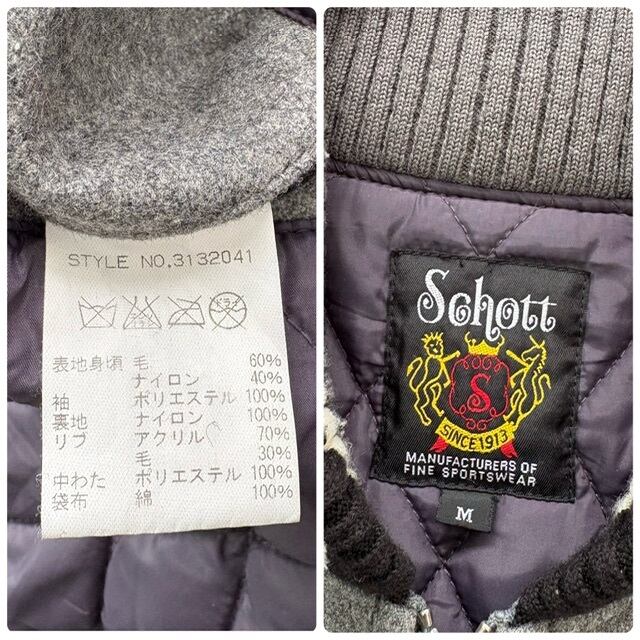 STYLE NO.3132041
ドライ
表地身頃 毛 60%
ナイロン 40%
袖 ポリエステル 100%
裏地 ナイロン 100%
リブ アクリル 70%
毛 30%
中わた ポリエステル 100%
袋布 綿 100%
Schott
S
SINCE 1913
MANUFACTURERS OF
FINE SPORTSWEAR
M